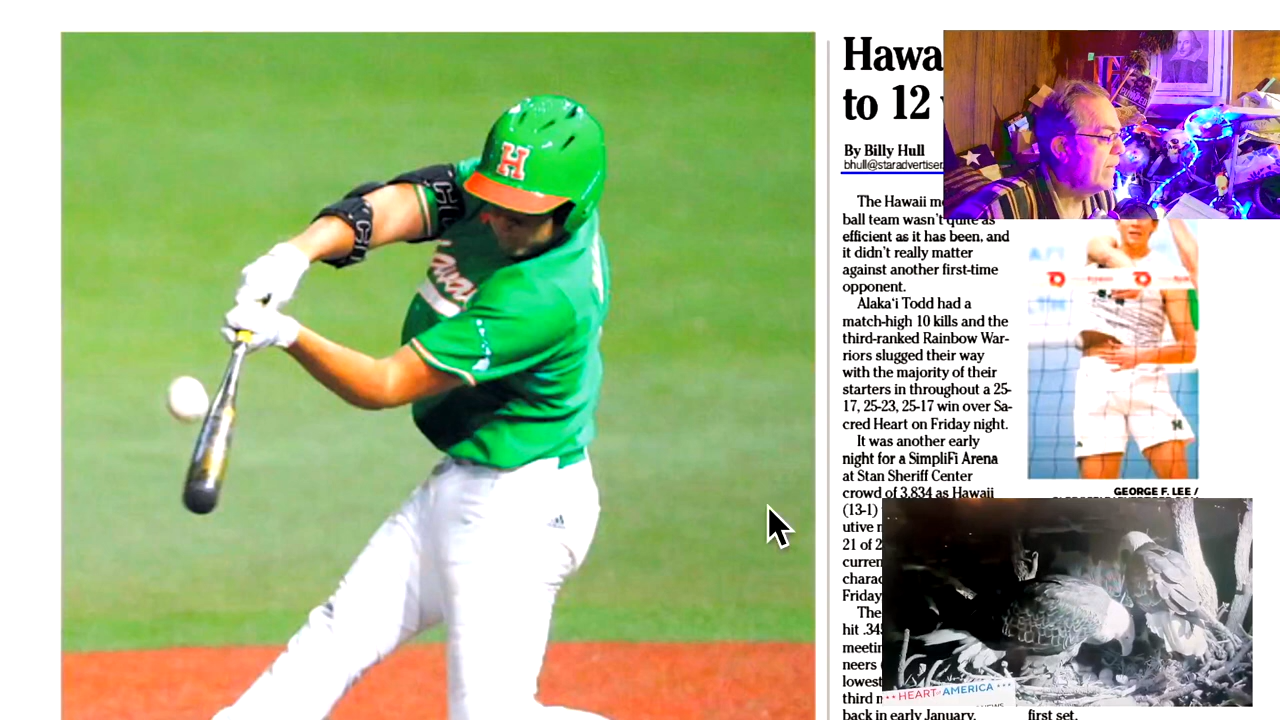 H
Hawa
to 12
By Billy Hull
bhull@staradvertiser.
The Hawaii
ball team wasn't quite as
efficient as it has been, and
it didn't really matter
against another first-time
opponent.
Alaka‘i Todd had a
match-high 10 kills and the
third-ranked Rainbow War-
riors slugged their way
with the majority of their
starters in throughout a 25-
17, 25-23, 25-17 win over Sa-
cred Heart on Friday night.
It was another early
night for a SimpliFi Arena
at Stan Sheriff Center
crowd of 3,834 as Hawaii
(13-1)
utive
21 of 2
curren
charac
Friday
The
hit .345
meetin
neers
lowest
third
back in early January.
PUMPED
H
GEORGE F. LEE /
HEART AMERICA
NEWS
first set.